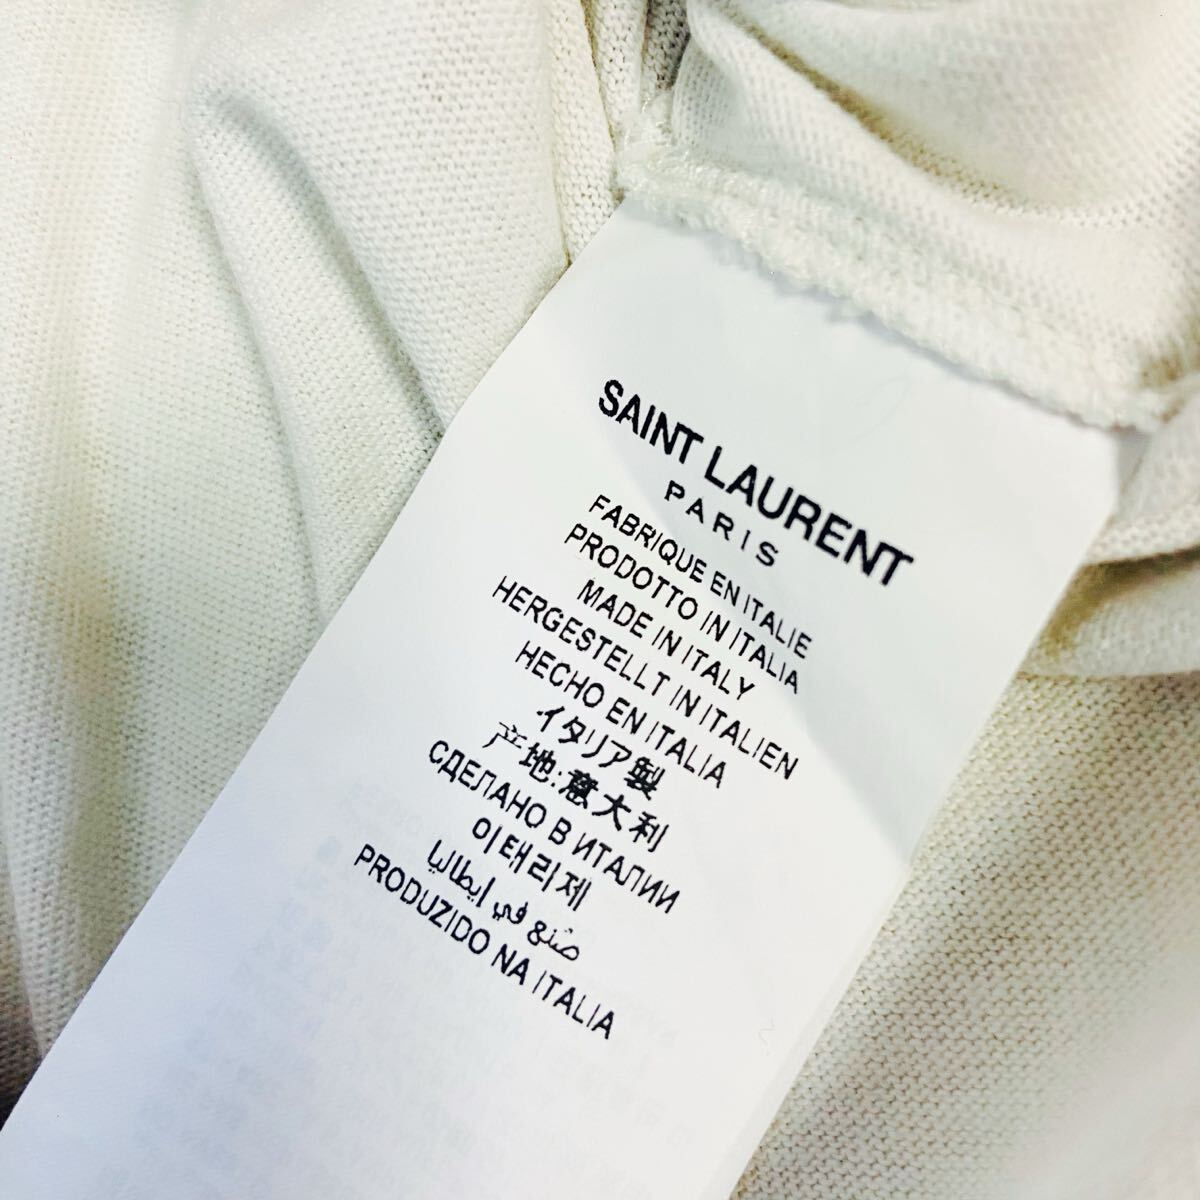 SAINT LAURENT
PARIS
FABRIQUE EN ITALIE
PRODOTTO IN ITALIA
MADE IN ITALY
HERGESTELLT IN ITALIEN
HECHO EN ITALIA
イタリア製
产地:意大利
СДЕЛАНО В ИТАЛИИ
이태리제
صُنع في إيطاليا
PRODUZIDO NA ITALIA